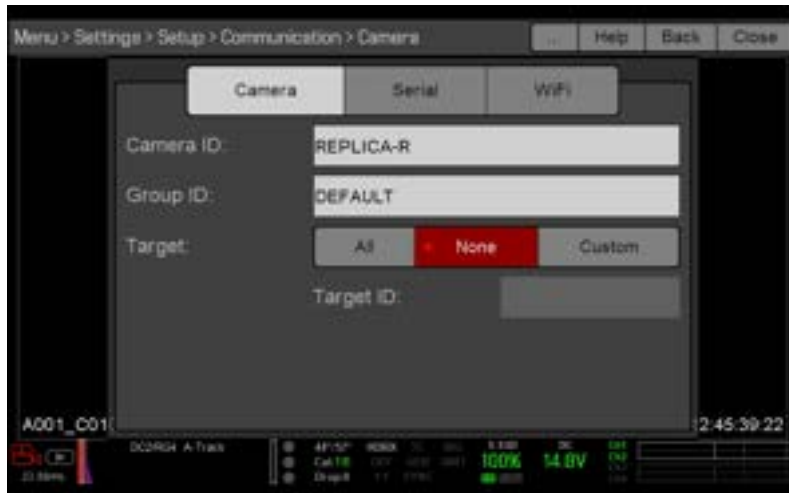 Menu > Settings > Setup > Communication > Camera ... Help Back Close
Camera Serial WiFi
Camera ID: REPLICA-R
Group ID: DEFAULT
Target: All None Custom
Target ID:
A001_C01 2:45:39:22
100% 14.8V